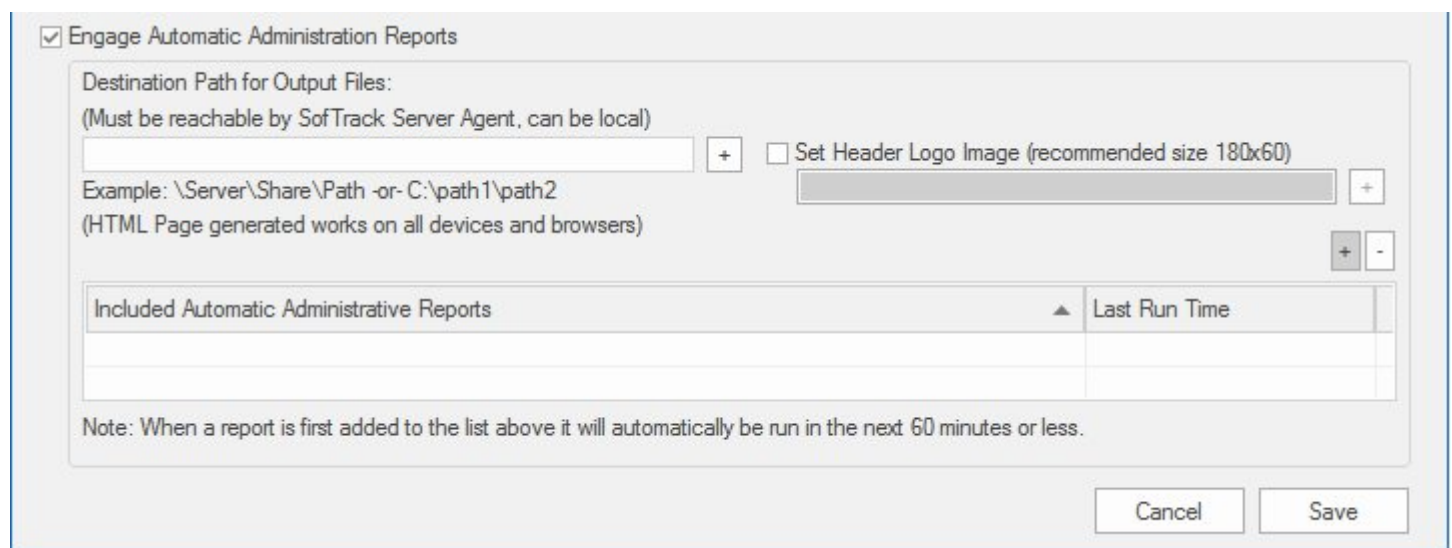 Engage Automatic Administration Reports
Destination Path for Output Files:
(Must be reachable by SofTrack Server Agent, can be local)
+
Set Header Logo Image (recommended size 180x60)
Example: \Server\Share\Path -or- C:\path1\path2
+
(HTML Page generated works on all devices and browsers)
+ -
Included Automatic Administrative Reports Last Run Time
Note: When a report is first added to the list above it will automatically be run in the next 60 minutes or less.
Cancel Save